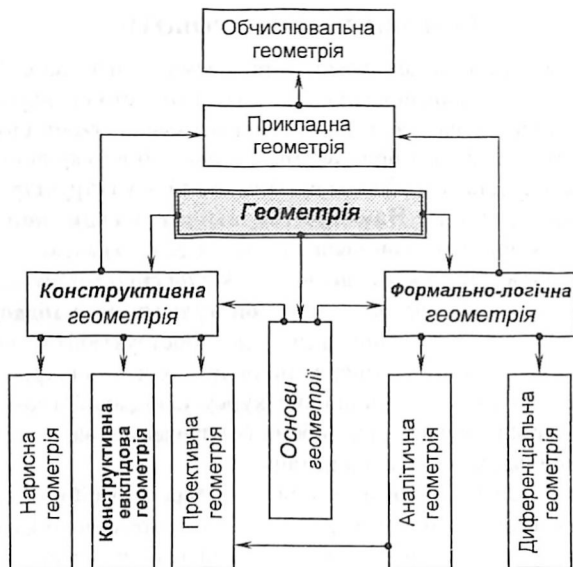 Обчислювальна
геометрія
Прикладна
геометрія
Геометрія
Конструктивна
геометрія
Формально-логічна
геометрія
Основи
геометрії
Нарисна
геометрія
Конструктивна
евклідова
геометрія
Проективна
геометрія
Аналітична
геометрія
Диференціальна
геометрія